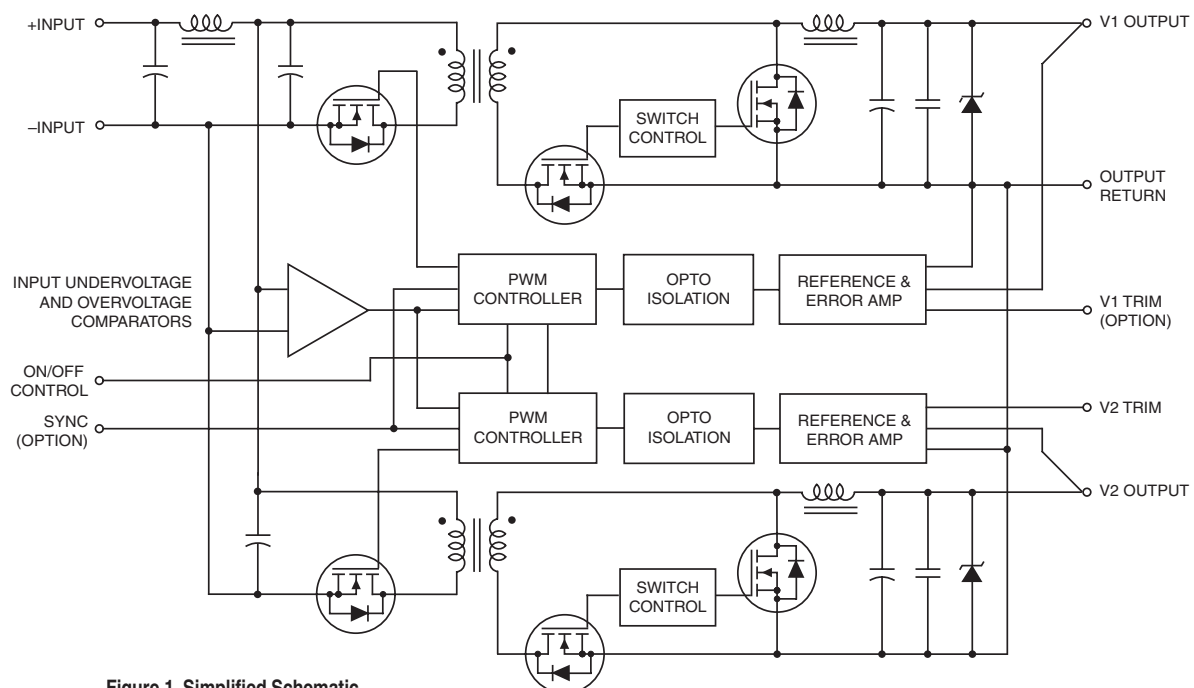 +INPUT
V1 OUTPUT
–INPUT
SWITCH
CONTROL
OUTPUT
RETURN
INPUT UNDERVOLTAGE
AND OVERVOLTAGE
COMPARATORS
PWM
CONTROLLER
OPTO
ISOLATION
REFERENCE &
ERROR AMP
V1 TRIM
(OPTION)
ON/OFF
CONTROL
SYNC
(OPTION)
PWM
CONTROLLER
OPTO
ISOLATION
REFERENCE &
ERROR AMP
V2 TRIM
V2 OUTPUT
SWITCH
CONTROL
Figure 1. Simplified Schematic